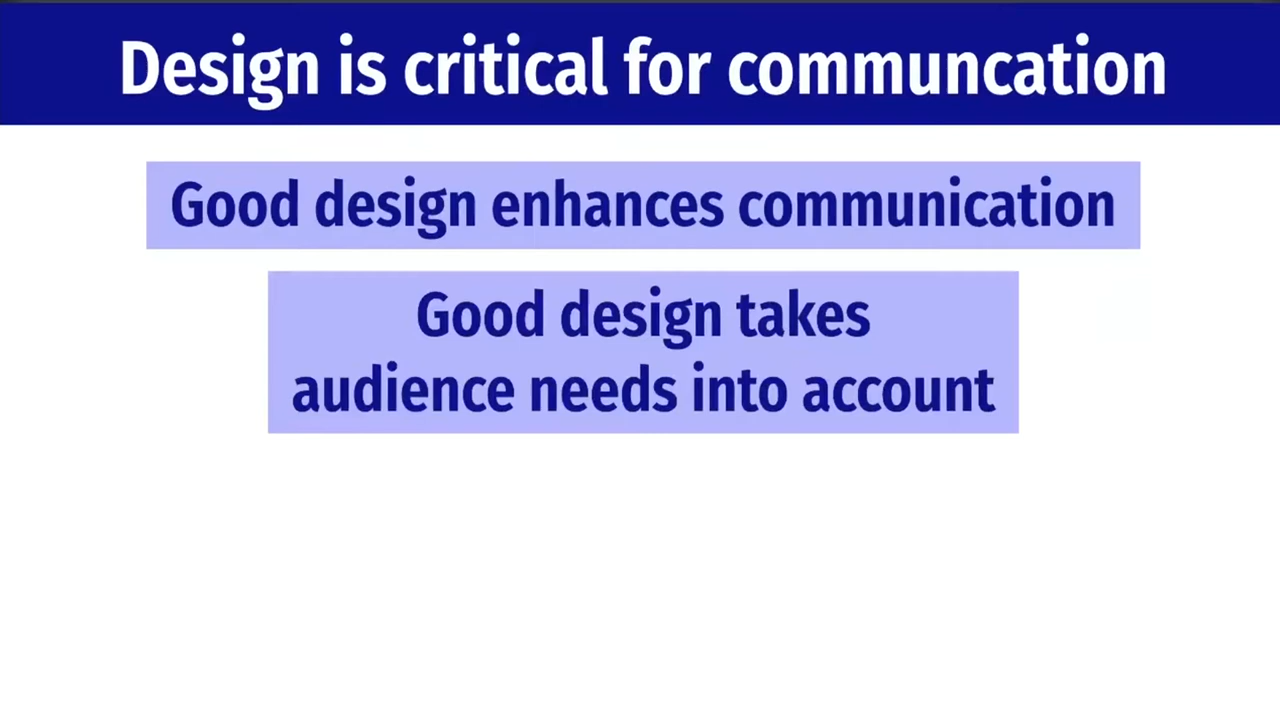 Design is critical for communcation
Good design enhances communication
Good design takes
audience needs into account